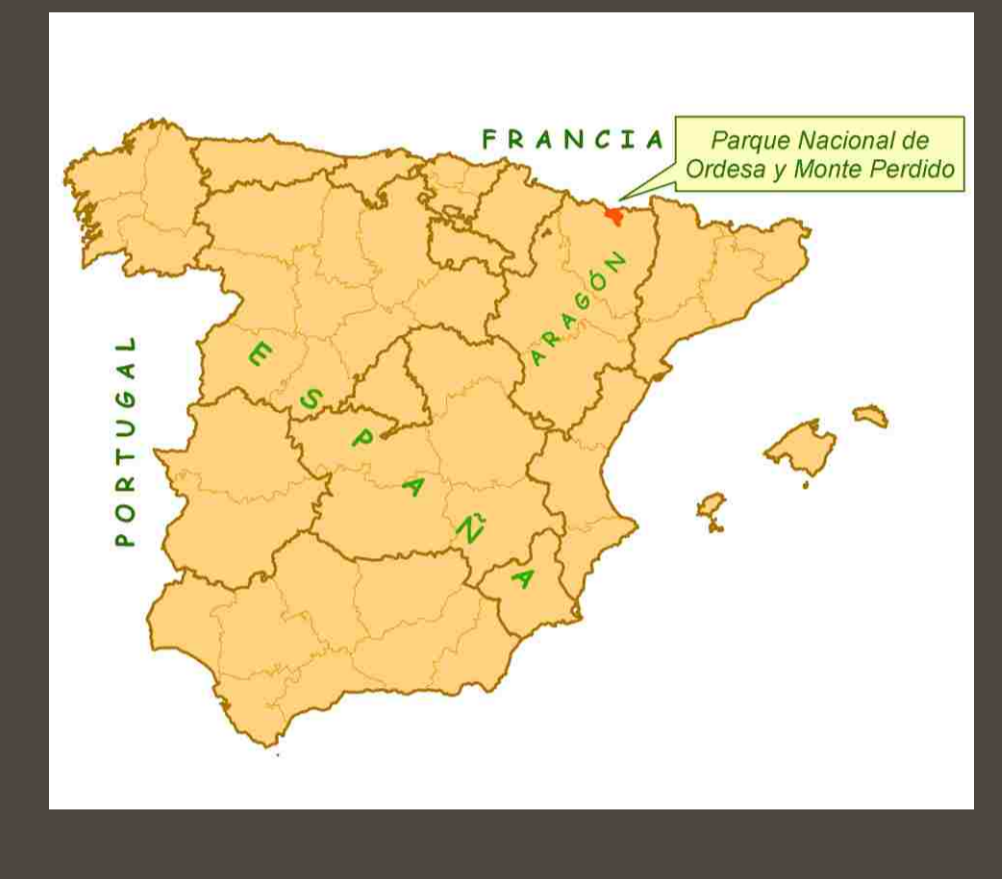 FRANCIA
Parque Nacional de
Ordesa y Monte Perdido
ARAGÓN
PORTUGAL
ESPAÑA